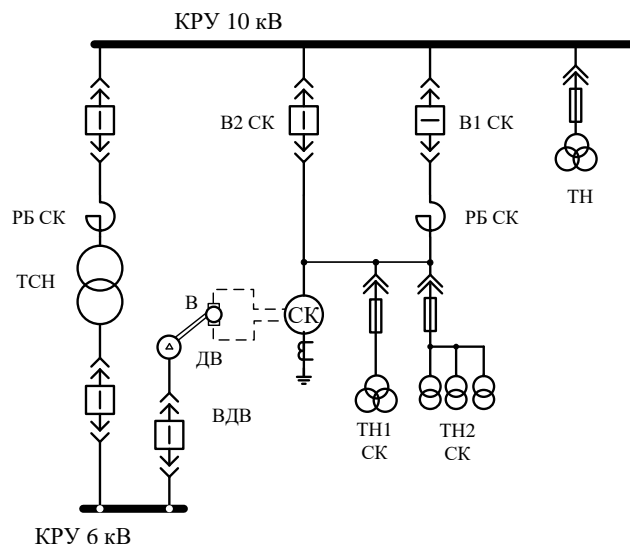 КРУ 10 кВ
В2 СК
В1 СК
ТН
РБ СК
РБ СК
ТСН
В
СК
ДВ
ВДВ
ТН1
СК
ТН2
СК
КРУ 6 кВ